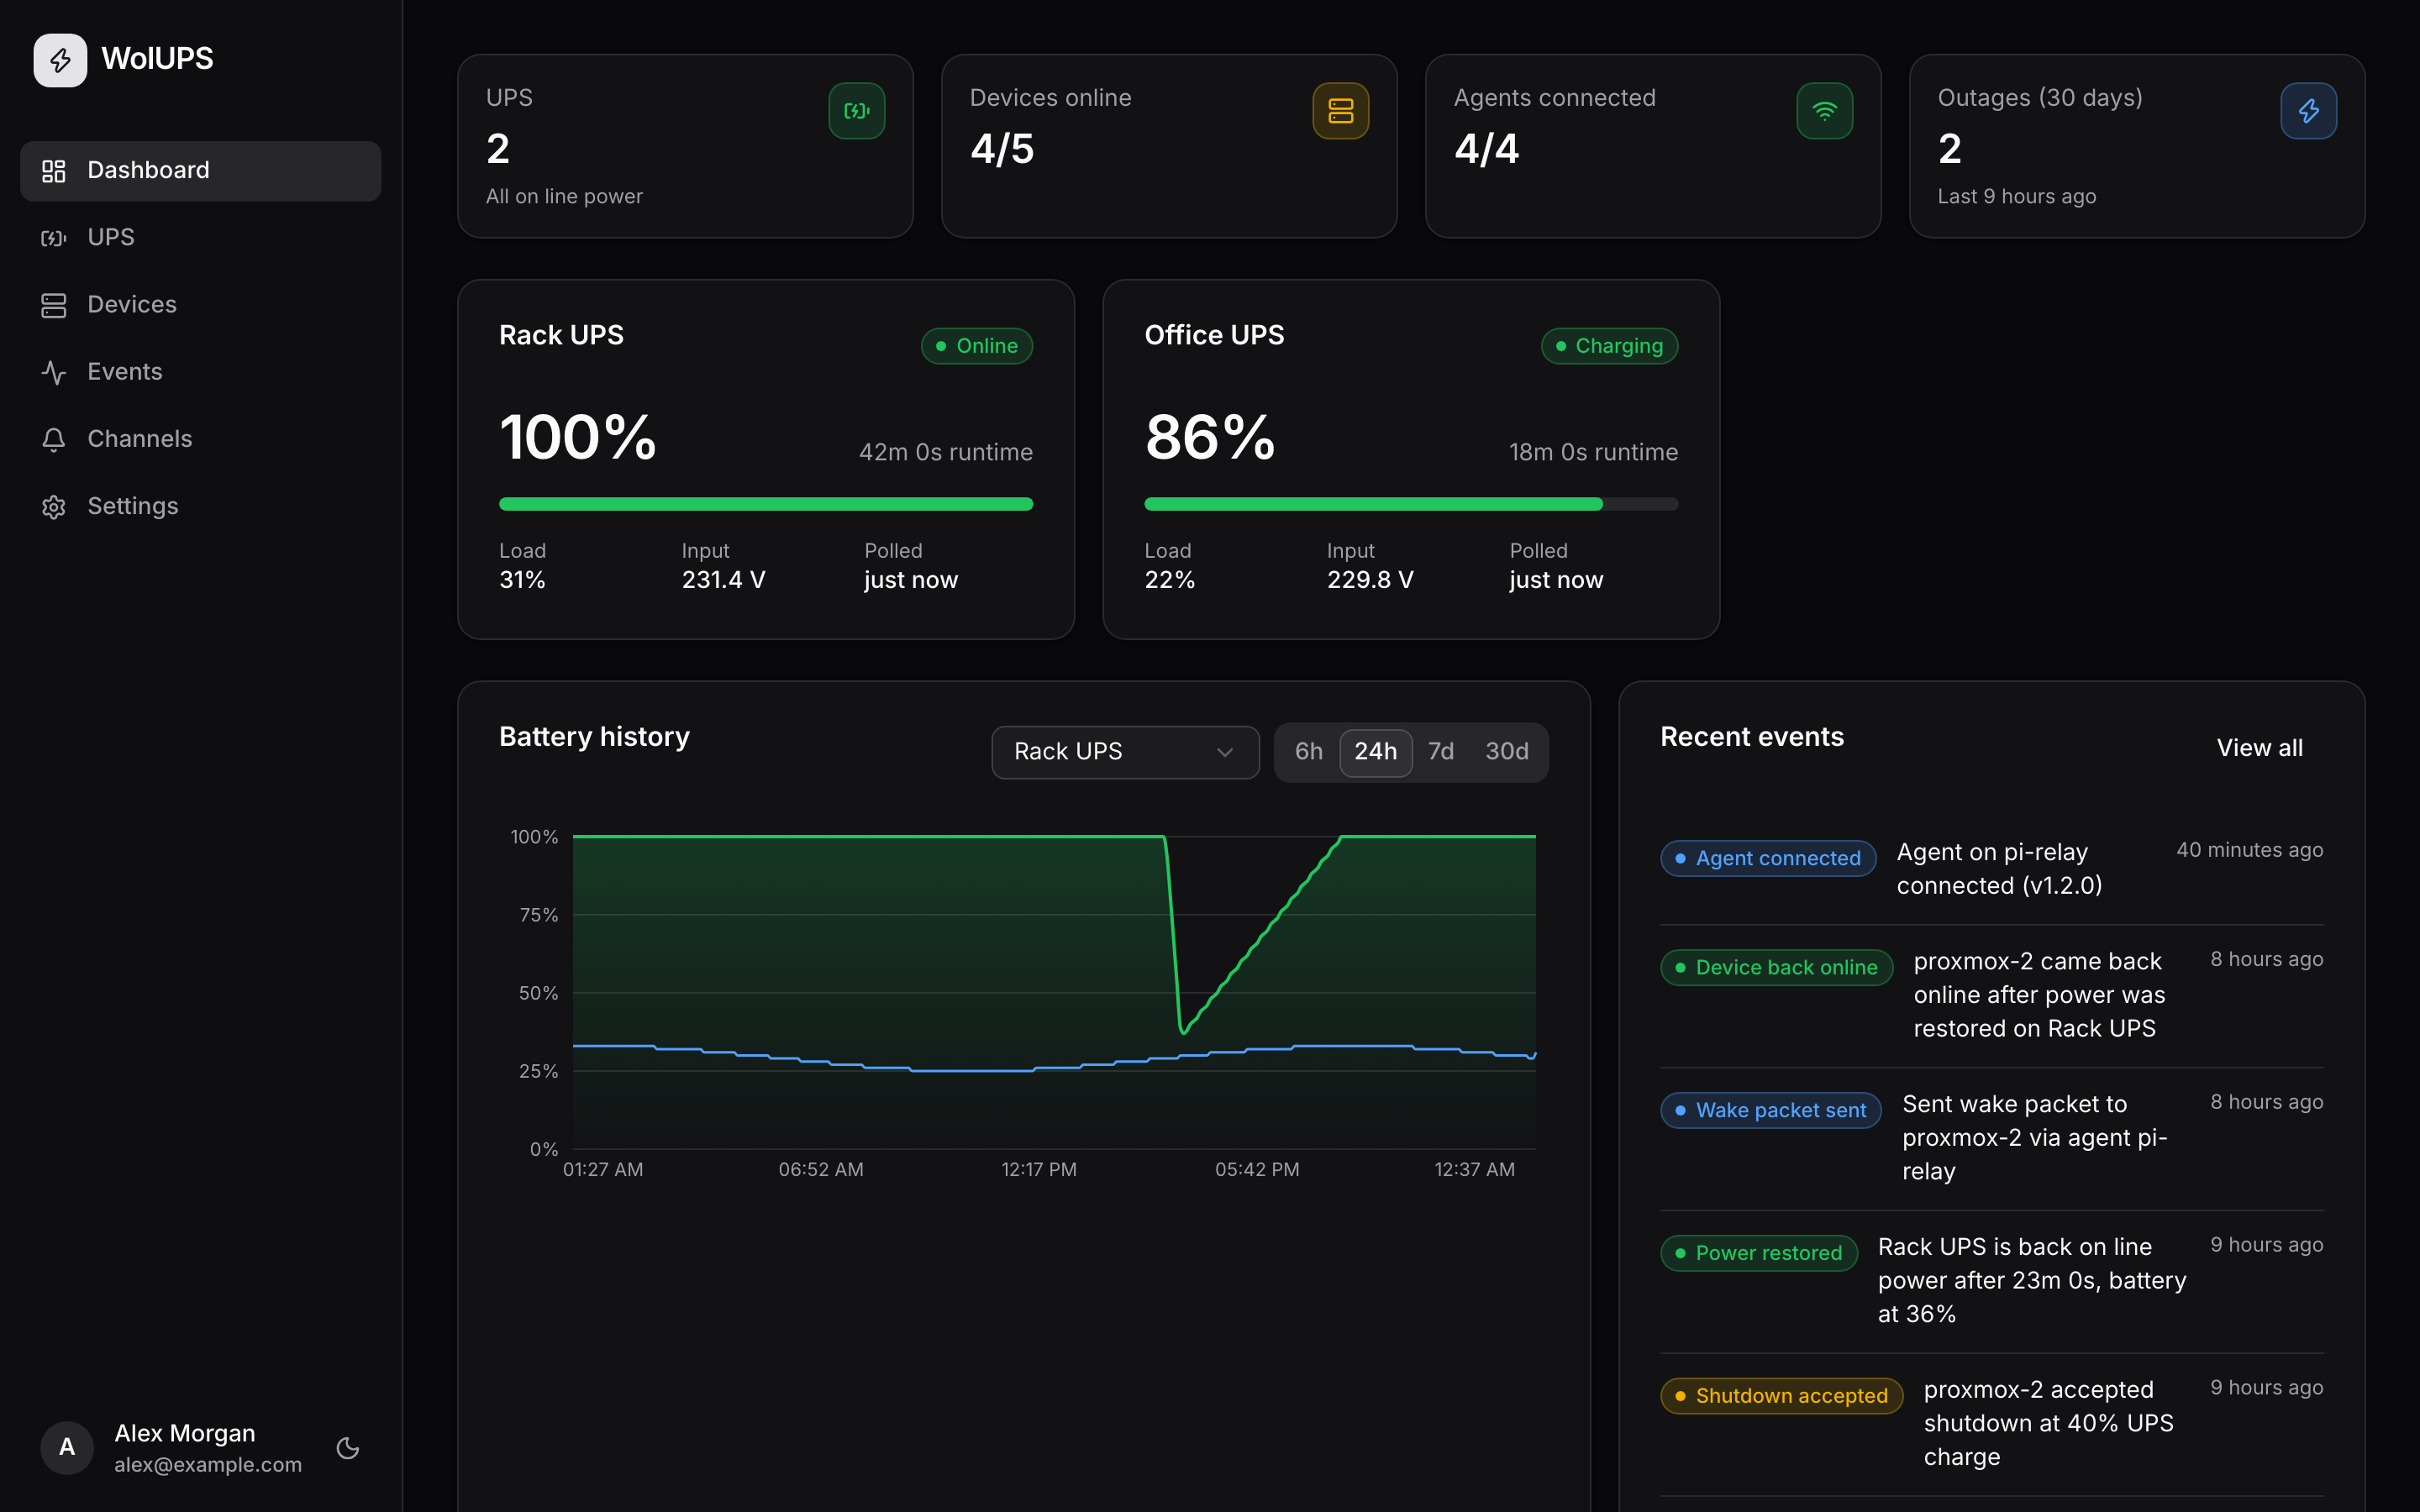 WolUPS
Dashboard
UPS
Devices
Events
Channels
Settings
A
Alex Morgan
alex@example.com
UPS
2
All on line power
Devices online
4/5
Agents connected
4/4
Outages (30 days)
2
Last 9 hours ago
Rack UPS
Online
100%
42m 0s runtime
Load
31%
Input
231.4 V
Polled
just now
Office UPS
Charging
86%
18m 0s runtime
Load
22%
Input
229.8 V
Polled
just now
Battery history
Rack UPS
6h 24h 7d 30d
100%
75%
50%
25%
0%
01:27 AM 06:52 AM 12:17 PM 05:42 PM 12:37 AM
Recent events
View all
Agent connected
Agent on pi-relay
connected (v1.2.0)
40 minutes ago
Device back online
proxmox-2 came back
online after power was
restored on Rack UPS
8 hours ago
Wake packet sent
Sent wake packet to
proxmox-2 via agent pi-
relay
8 hours ago
Power restored
Rack UPS is back on line
power after 23m 0s, battery
at 36%
9 hours ago
Shutdown accepted
proxmox-2 accepted
shutdown at 40% UPS
charge
9 hours ago